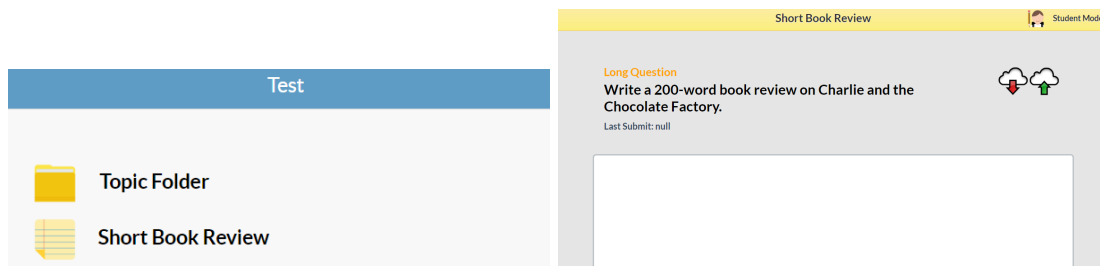 Test
Topic Folder
Short Book Review
Short Book Review
Student Mode
Long Question
Write a 200-word book review on Charlie and the
Chocolate Factory.
Last Submit: null